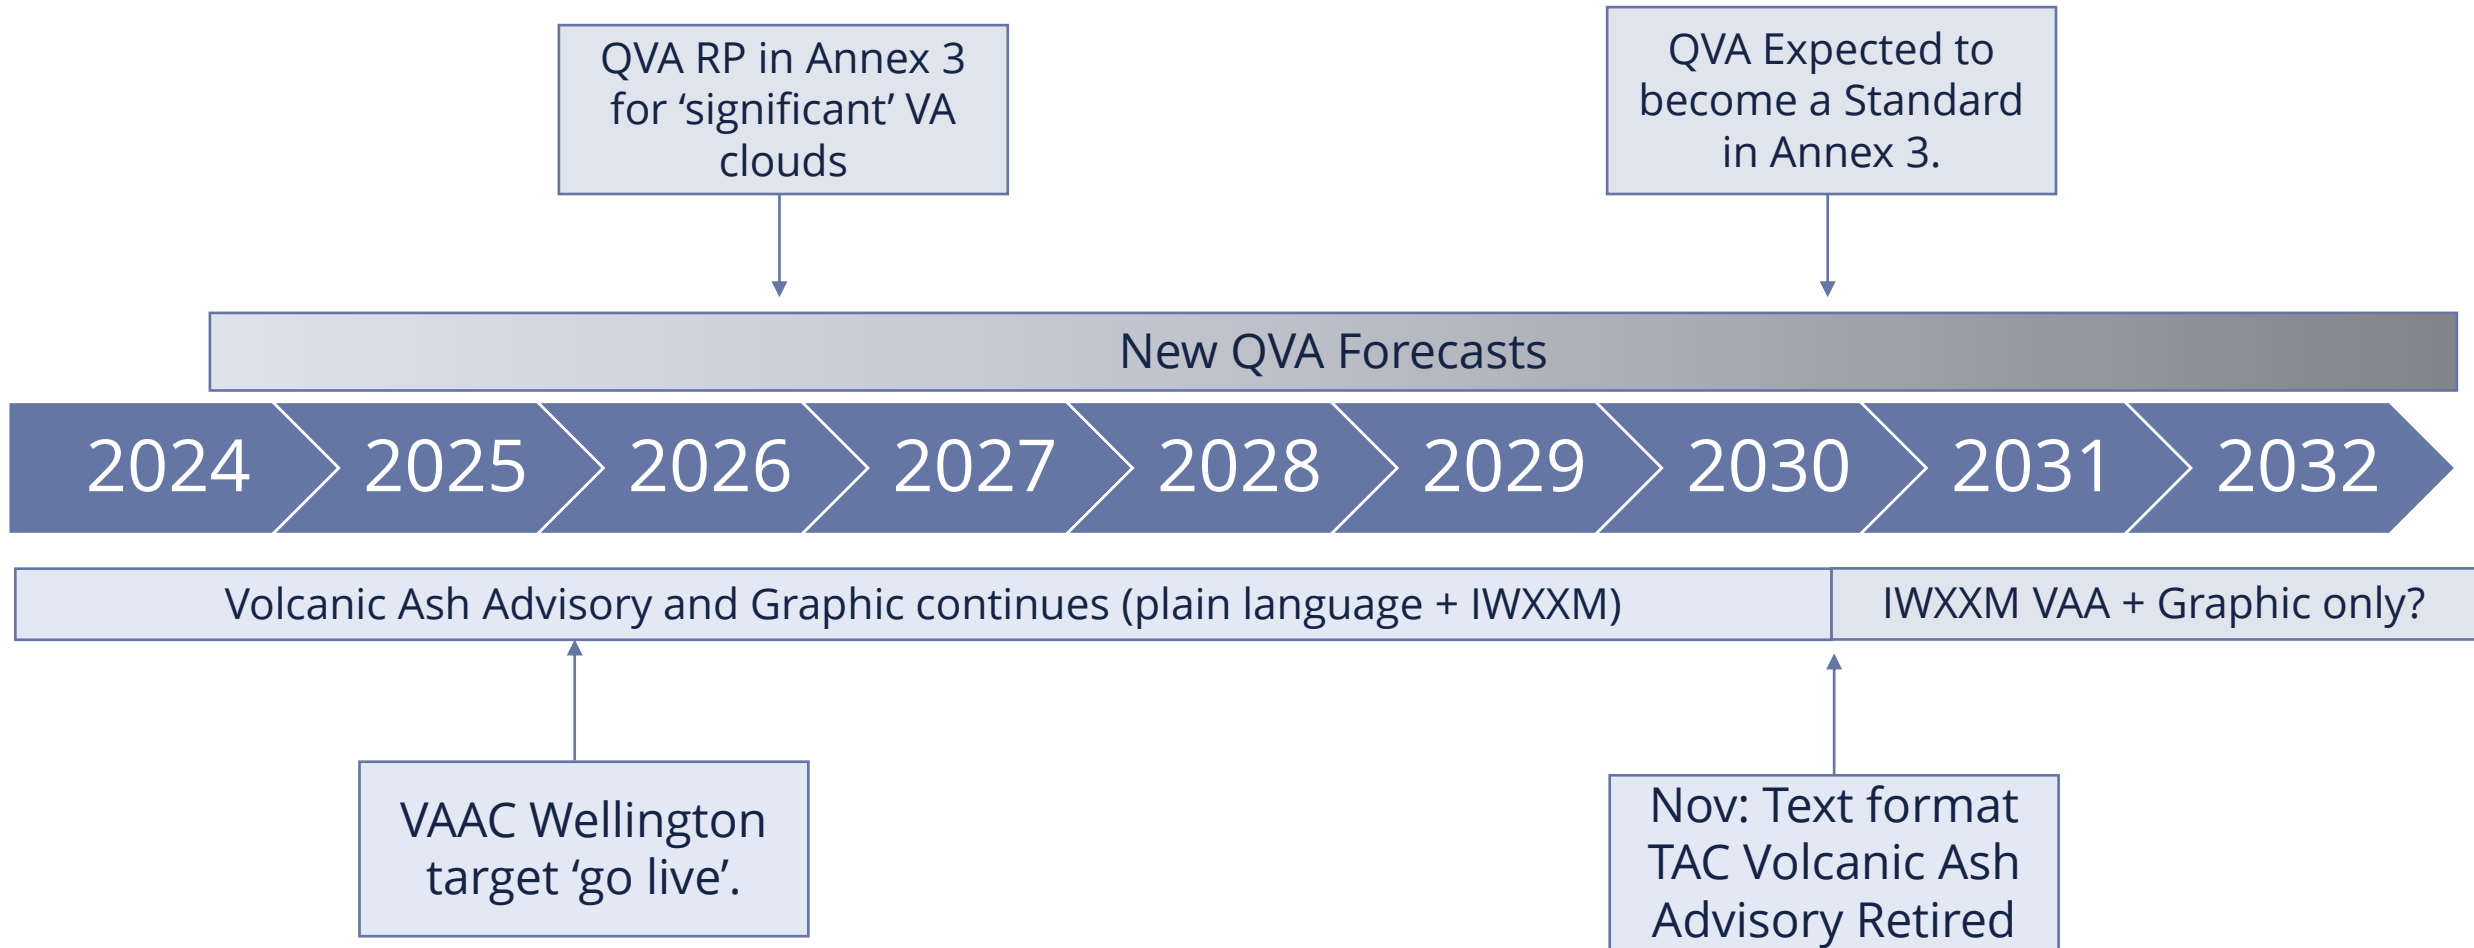 QVA RP in Annex 3
for ‘significant’ VA
clouds
QVA Expected to
become a Standard
in Annex 3.
New QVA Forecasts
2024
2025
2026
2027
2028
2029
2030
2031
2032
Volcanic Ash Advisory and Graphic continues (plain language + IWXXM)
IWXXM VAA + Graphic only?
VAAC Wellington
target ‘go live’.
Nov: Text format
TAC Volcanic Ash
Advisory Retired